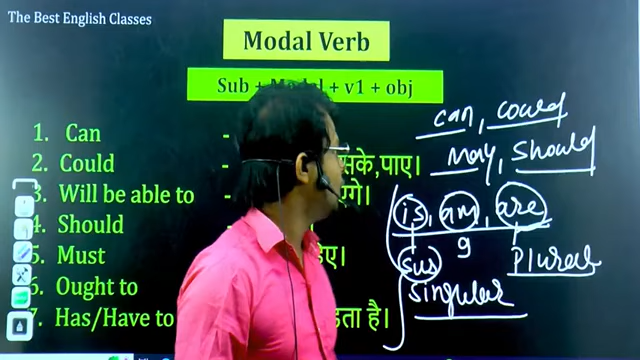 The Best English Classes
Modal Verb
Sub + Modal + v1 + obj
1. Can -
2. Could - सके,पाए।
3. Will be able to - एगे।
4. Should
5. Must
6. Ought to
7. Has/Have to ड़ता है।
can, could
May, Should
is, am, are
sub g Plural
singular